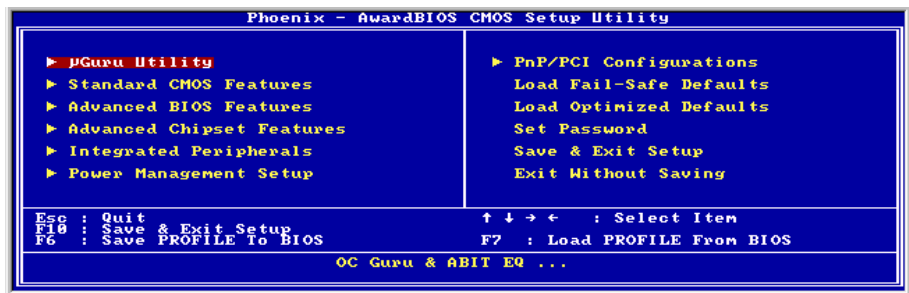 Phoenix - AwardBIOS CMOS Setup Utility
► µGuru Utility
► Standard CMOS Features
► Advanced BIOS Features
► Advanced Chipset Features
► Integrated Peripherals
► Power Management Setup
► PnP/PCI Configurations
Load Fail-Safe Defaults
Load Optimized Defaults
Set Password
Save & Exit Setup
Exit Without Saving
Esc : Quit
F10 : Save & Exit Setup
F6 : Save PROFILE To BIOS
↑ ↓ → ← : Select Item
F7 : Load PROFILE From BIOS
OC Guru & ABIT EQ ...